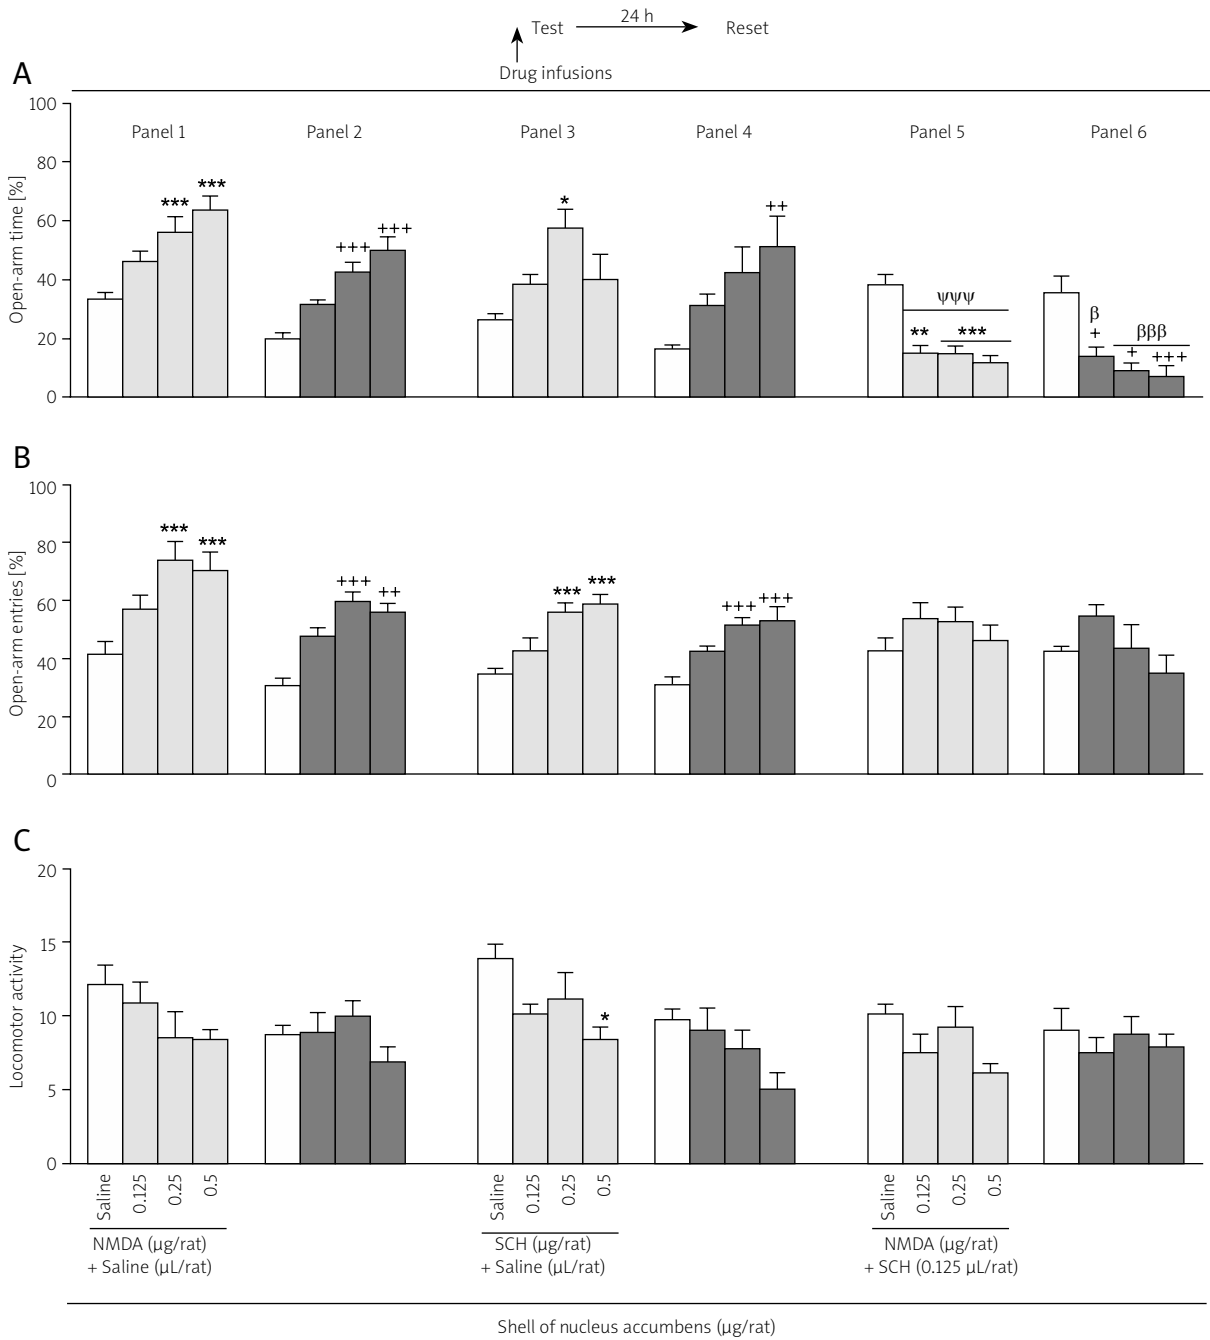 24 h
Test Reset
Drug infusions
A
Open-arm time [%]
100
80
60
40
20
0
Panel 1 Panel 2 Panel 3 Panel 4 Panel 5 Panel 6
*** ***
+++ +++
*
++
ψψψ
** ***
β
+
βββ
+ +++
B
Open-arm entries [%]
100
80
60
40
20
0
*** ***
+++ ++
*** ***
+++ +++
C
Locomotor activity
20
15
10
5
0
*
Saline 0.125 0.25 0.5 Saline 0.125 0.25 0.5 Saline 0.125 0.25 0.5
NMDA (µg/rat) SCH (µg/rat) NMDA (µg/rat)
+ Saline (µL/rat) + Saline (µL/rat) + SCH (0.125 µL/rat)
Shell of nucleus accumbens (µg/rat)